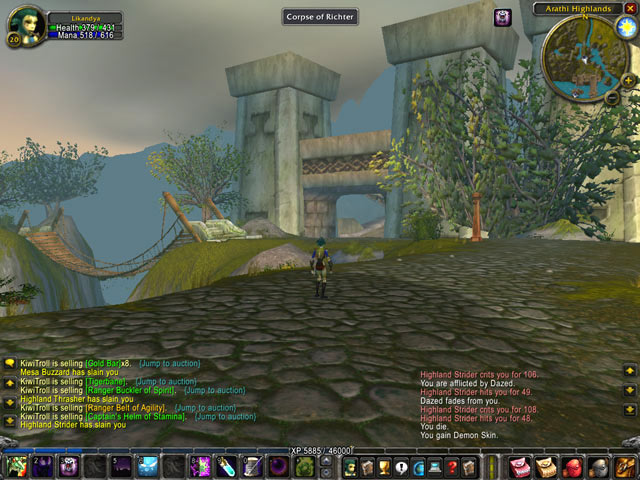 Likandya
Health 379 / 431
Mana 518 / 616
20
Corpse of Richter
Arathi Highlands
N
KiwiTroll is selling [Gold Bar]x8. {Jump to auction}
Mesa Buzzard has slain you
KiwiTroll is selling [Tigerbane]. {Jump to auction}
KiwiTroll is selling [Ranger Buckler of Spirit]. {Jump to auction}
Highland Thrasher has slain you
KiwiTroll is selling [Ranger Belt of Agility]. {Jump to auction}
KiwiTroll is selling [Captain's Helm of Stamina]. {Jump to auction}
Highland Strider has slain you
Highland Strider crits you for 106.
You are afflicted by Dazed.
Highland Strider hits you for 49.
Dazed fades from you.
Highland Strider crits you for 108.
Highland Strider hits you for 48.
You die.
You gain Demon Skin.
XP 5885 / 46000